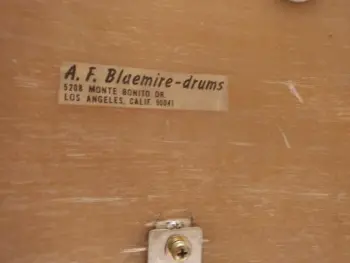 A. F. Blaemire-drums
5208 MONTE BONITO DR.
LOS ANGELES, CALIF. 90041